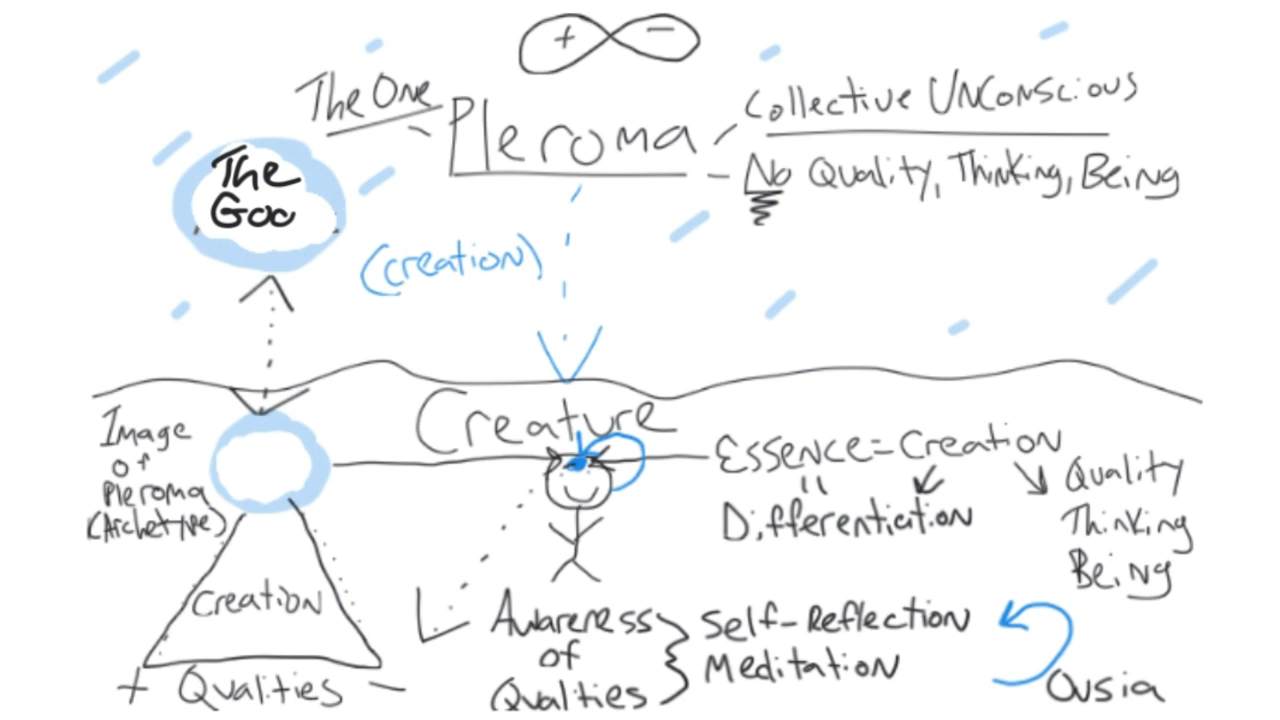 + −
The One
Pleroma
Collective Unconscious
No Quality, Thinking, Being
The
Goo
(creation)
Creature
Image
of
Pleroma
(Archetype)
Essence = Creation
"
Differentiation
Quality
Thinking
Being
Creation
+ Qualities −
Awareness
of
Qualties
Self-Reflection
Meditation
Ousia